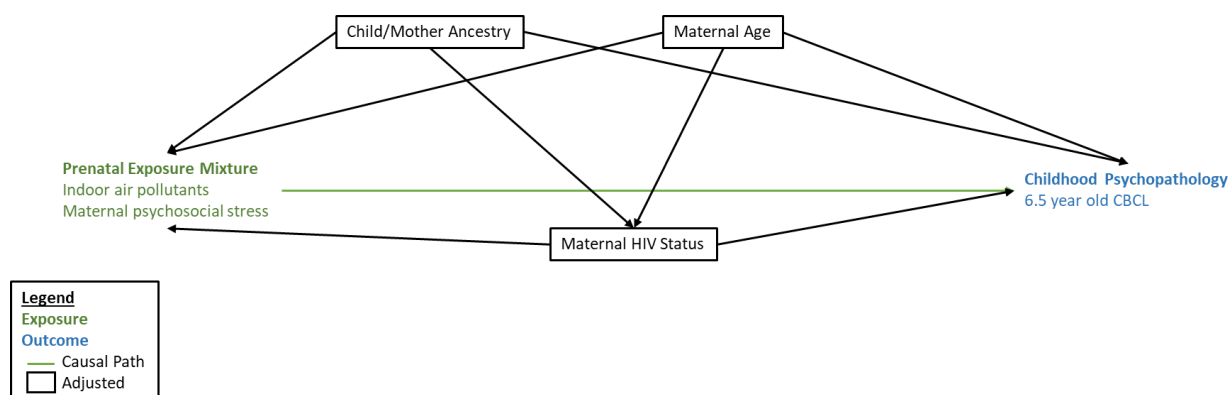 Child/Mother Ancestry
Maternal Age
Prenatal Exposure Mixture
Indoor air pollutants
Maternal psychosocial stress
Childhood Psychopathology
6.5 year old CBCL
Maternal HIV Status
Legend
Exposure
Outcome
Causal Path
Adjusted